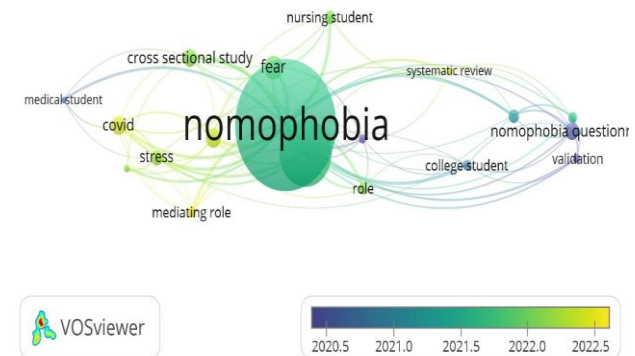 nursing student
cross sectional study
fear
systematic review
medical student
covid
nomophobia
nomophobia questionn
stress
college student
validation
role
mediating role
VOSviewer
2020.5 2021.0 2021.5 2022.0 2022.5